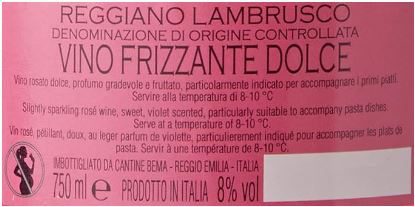 REGGIANO LAMBRUSCO
DENOMINAZIONE DI ORIGINE CONTROLLATA
VINO FRIZZANTE DOLCE
Vino rosato dolce, profumo gradevole e fruttato, particolarmente indicato per accompagnare i primi piatti.
Servire alla temperatura di 8-10 °C
Slightly sparkling rosé wine, sweet, violet scented, particularly suitable to accompany pasta dishes.
Serve at a temperature of 8-10 °C.
Vin rosé, pétillant, doux, au leger parfum de violette, particulierement indiqué pour accompagner les plats de
pasta. Servir à une température de 8-10 °C.
IMBOTTIGLIATO DA CANTINE BEMA - REGGIO EMILIA - ITALIA
750 ml e PRODOTTO IN ITALIA 8% vol